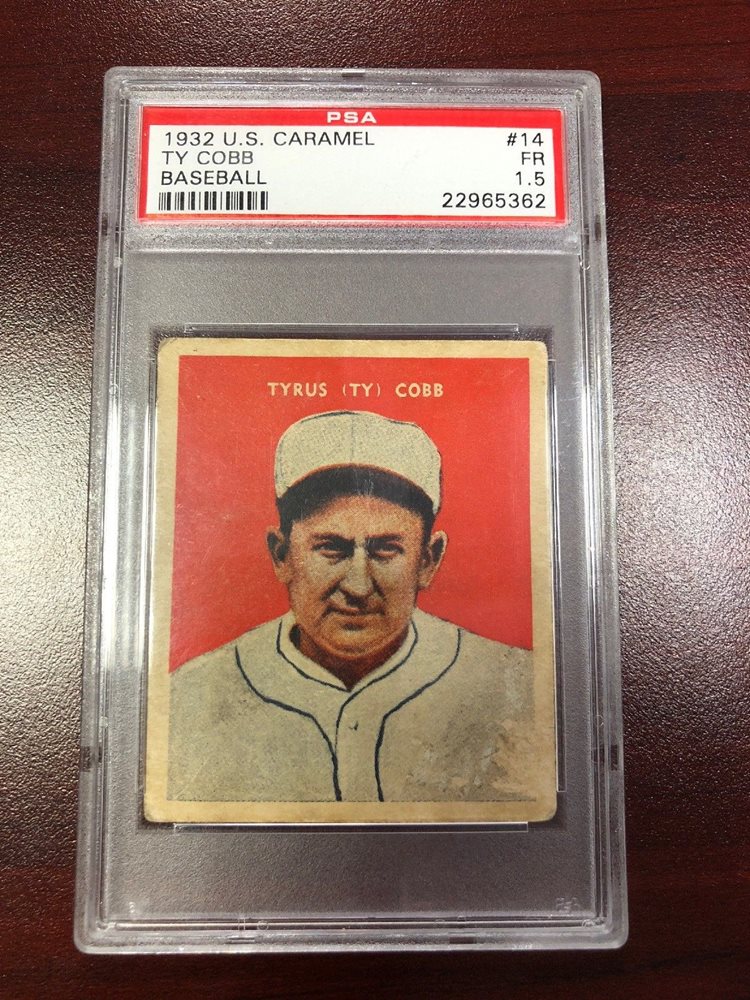 PSA
1932 U.S. CARAMEL #14
TY COBB FR
BASEBALL 1.5
22965362
TYRUS (TY) COBB